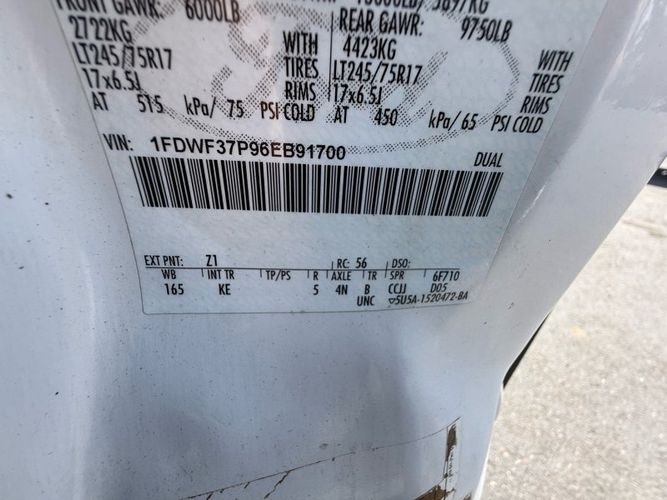 FRONT GAWR: 6000LB
2722KG WITH
LT245/75R17 TIRES
17x6.5J RIMS
AT 515 kPa/ 75 PSI COLD
REAR GAWR: 9750LB
4423KG WITH
LT245/75R17 TIRES
17x6.5J RIMS
AT 450 kPa/ 65 PSI COLD
VIN: 1FDWF37P96EB91700
DUAL
EXT PNT: Z1 RC: 56 DSO:
WB INT TR TP/PS R AXLE TR SPR 6F710
165 KE 5 4N B CCJJ D05
UNC ▽5U5A-1520472-BA